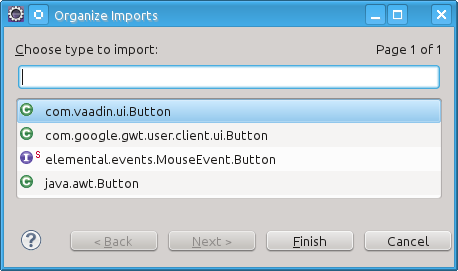 Organize Imports
Choose type to import: Page 1 of 1
com.vaadin.ui.Button
com.google.gwt.user.client.ui.Button
elemental.events.MouseEvent.Button
java.awt.Button
? < Back Next > Finish Cancel